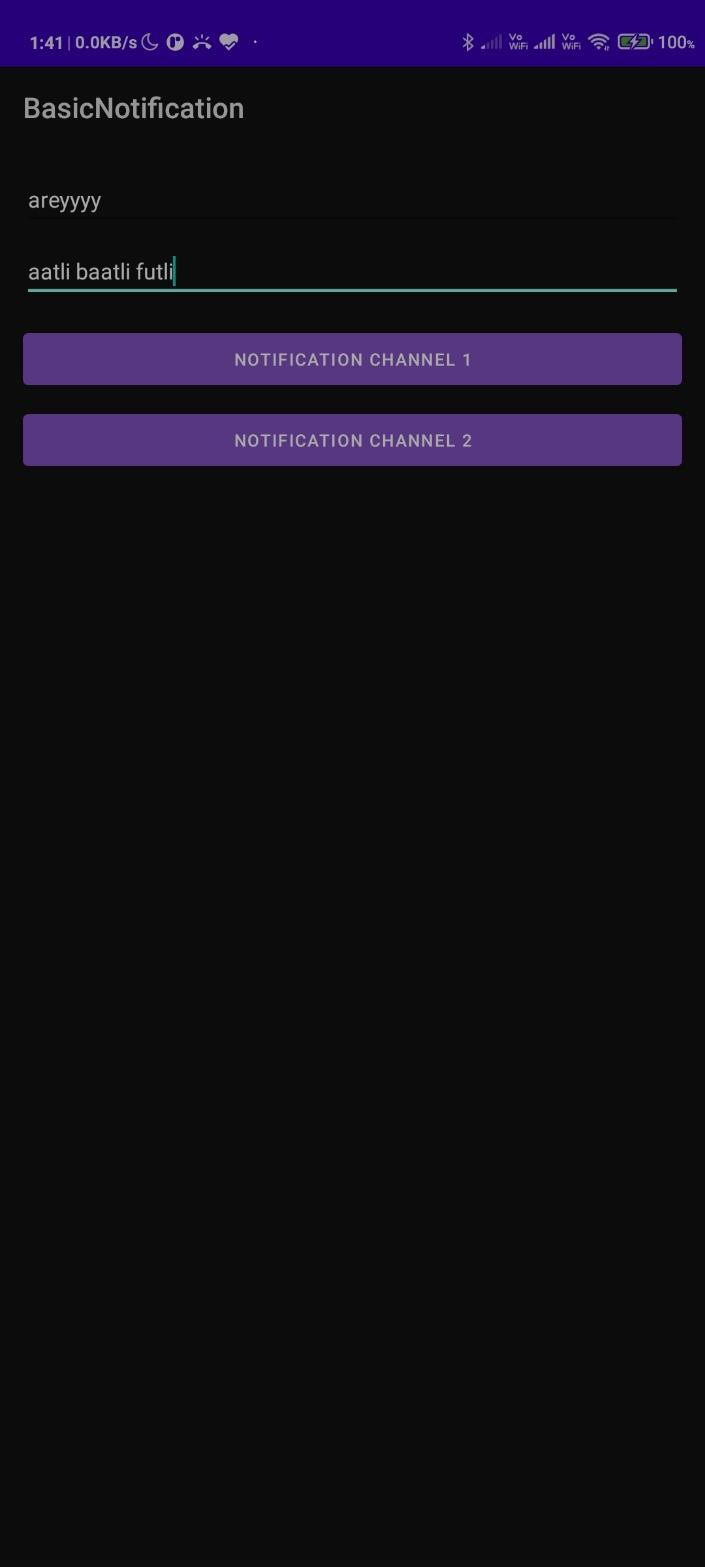 1:41 | 0.0KB/s Vo WiFi Vo WiFi 100%
BasicNotification
areyyyy
aatli baatli futli
NOTIFICATION CHANNEL 1
NOTIFICATION CHANNEL 2